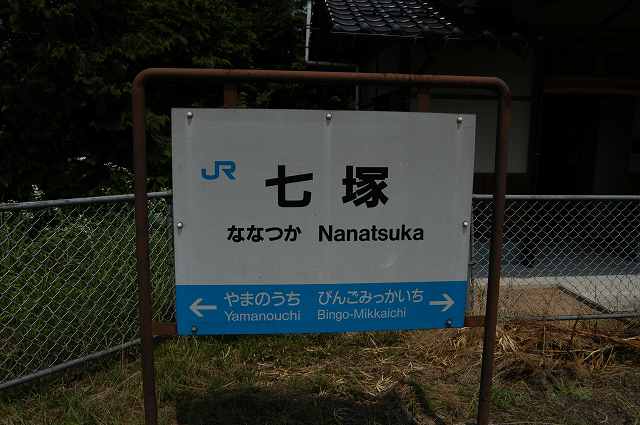 JR 七塚
ななつか Nanatsuka
← やまのうち びんごみっかいち →
Yamanouchi Bingo-Mikkaichi